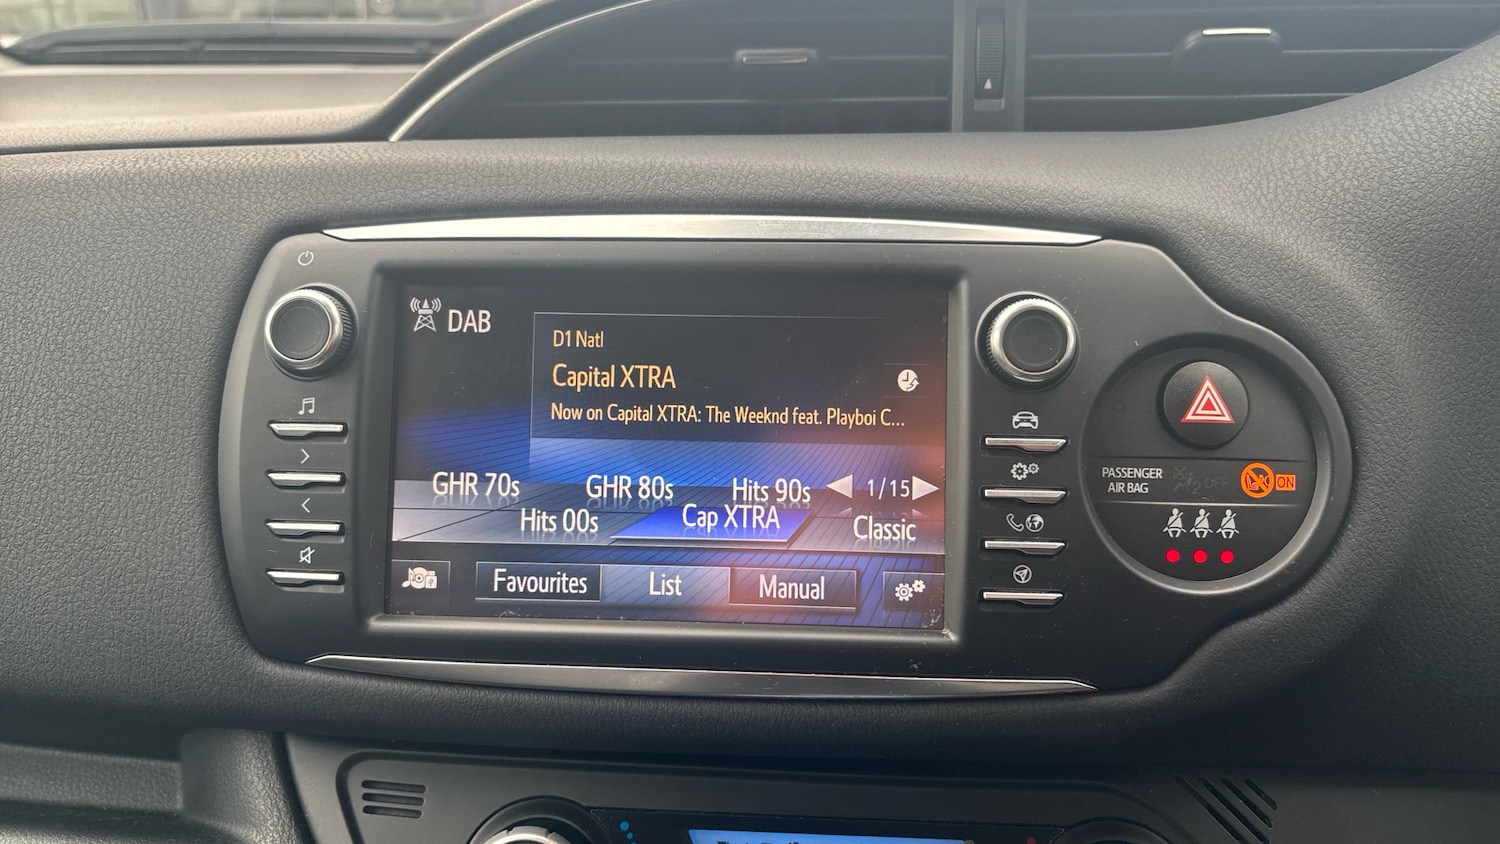 DAB
D1 Natl
Capital XTRA
Now on Capital XTRA: The Weeknd feat. Playboi C...
GHR 70s GHR 80s Hits 90s 1/15
Hits 00s Cap XTRA Classic
Favourites List Manual
PASSENGER
AIR BAG
2 OFF
ON